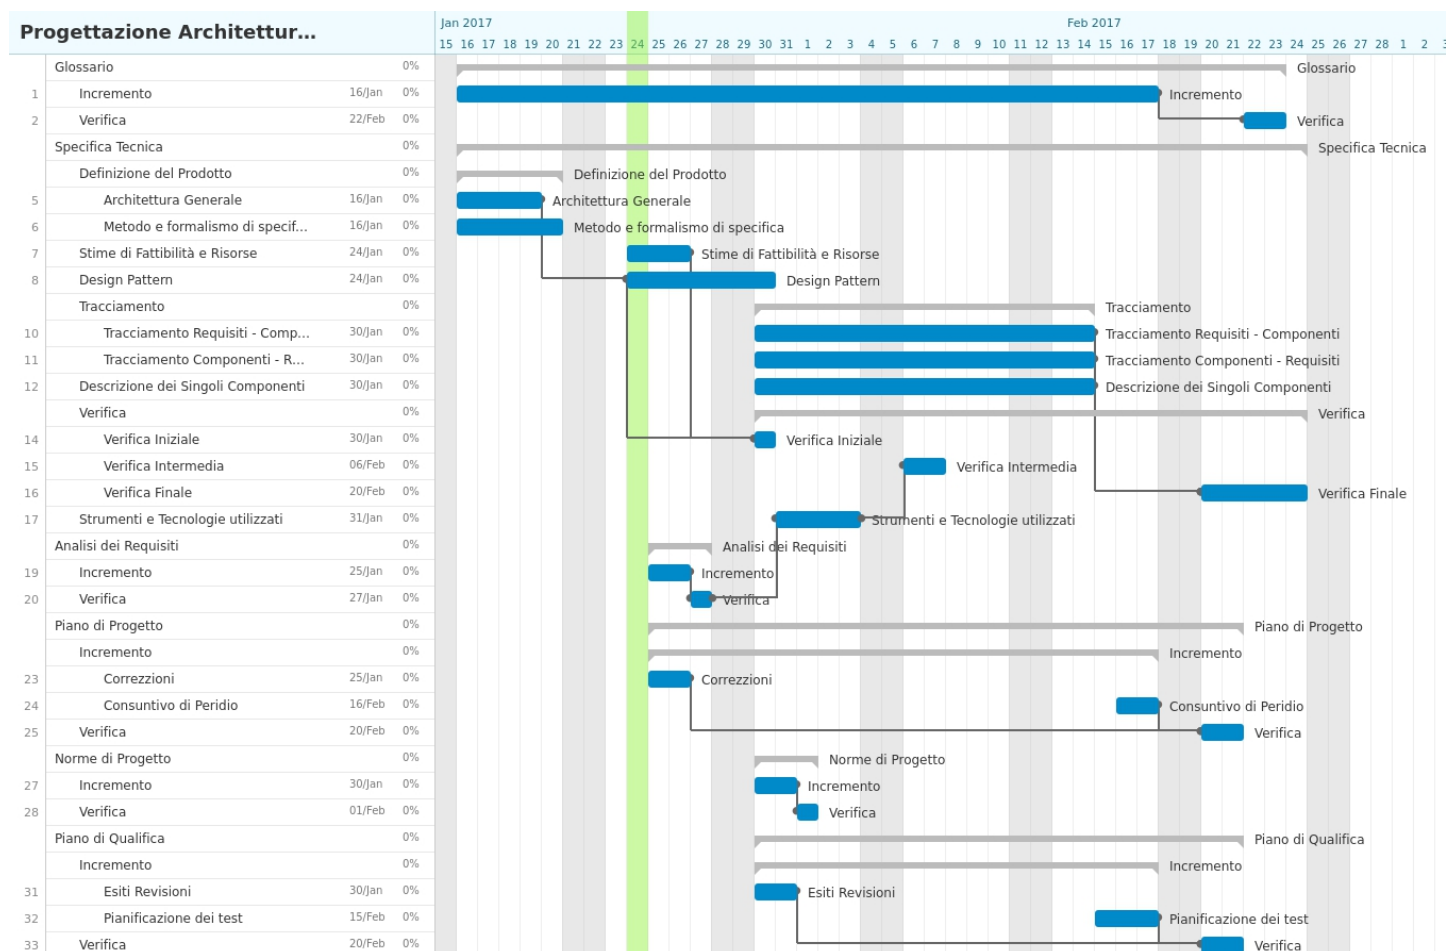 Progettazione Architettur...
Jan 2017 Feb 2017
15 16 17 18 19 20 21 22 23 24 25 26 27 28 29 30 31 1 2 3 4 5 6 7 8 9 10 11 12 13 14 15 16 17 18 19 20 21 22 23 24 25 26 27 28 1 2
Glossario 0% Glossario
1 Incremento 16/Jan 0% Incremento
2 Verifica 22/Feb 0% Verifica
Specifica Tecnica 0% Specifica Tecnica
Definizione del Prodotto 0% Definizione del Prodotto
5 Architettura Generale 16/Jan 0% Architettura Generale
6 Metodo e formalismo di specif... 16/Jan 0% Metodo e formalismo di specifica
7 Stime di Fattibilità e Risorse 24/Jan 0% Stime di Fattibilità e Risorse
8 Design Pattern 24/Jan 0% Design Pattern
Tracciamento 0% Tracciamento
10 Tracciamento Requisiti - Comp... 30/Jan 0% Tracciamento Requisiti - Componenti
11 Tracciamento Componenti - R... 30/Jan 0% Tracciamento Componenti - Requisiti
12 Descrizione dei Singoli Componenti 30/Jan 0% Descrizione dei Singoli Componenti
Verifica 0% Verifica
14 Verifica Iniziale 30/Jan 0% Verifica Iniziale
15 Verifica Intermedia 06/Feb 0% Verifica Intermedia
16 Verifica Finale 20/Feb 0% Verifica Finale
17 Strumenti e Tecnologie utilizzati 31/Jan 0% Strumenti e Tecnologie utilizzati
Analisi dei Requisiti 0% Analisi dei Requisiti
19 Incremento 25/Jan 0% Incremento
20 Verifica 27/Jan 0% Verifica
Piano di Progetto 0% Piano di Progetto
Incremento 0% Incremento
23 Correzzioni 25/Jan 0% Correzzioni
24 Consuntivo di Peridio 16/Feb 0% Consuntivo di Peridio
25 Verifica 20/Feb 0% Verifica
Norme di Progetto 0% Norme di Progetto
27 Incremento 30/Jan 0% Incremento
28 Verifica 01/Feb 0% Verifica
Piano di Qualifica 0% Piano di Qualifica
Incremento 0% Incremento
31 Esiti Revisioni 30/Jan 0% Esiti Revisioni
32 Pianificazione dei test 15/Feb 0% Pianificazione dei test
33 Verifica 20/Feb 0% Verifica